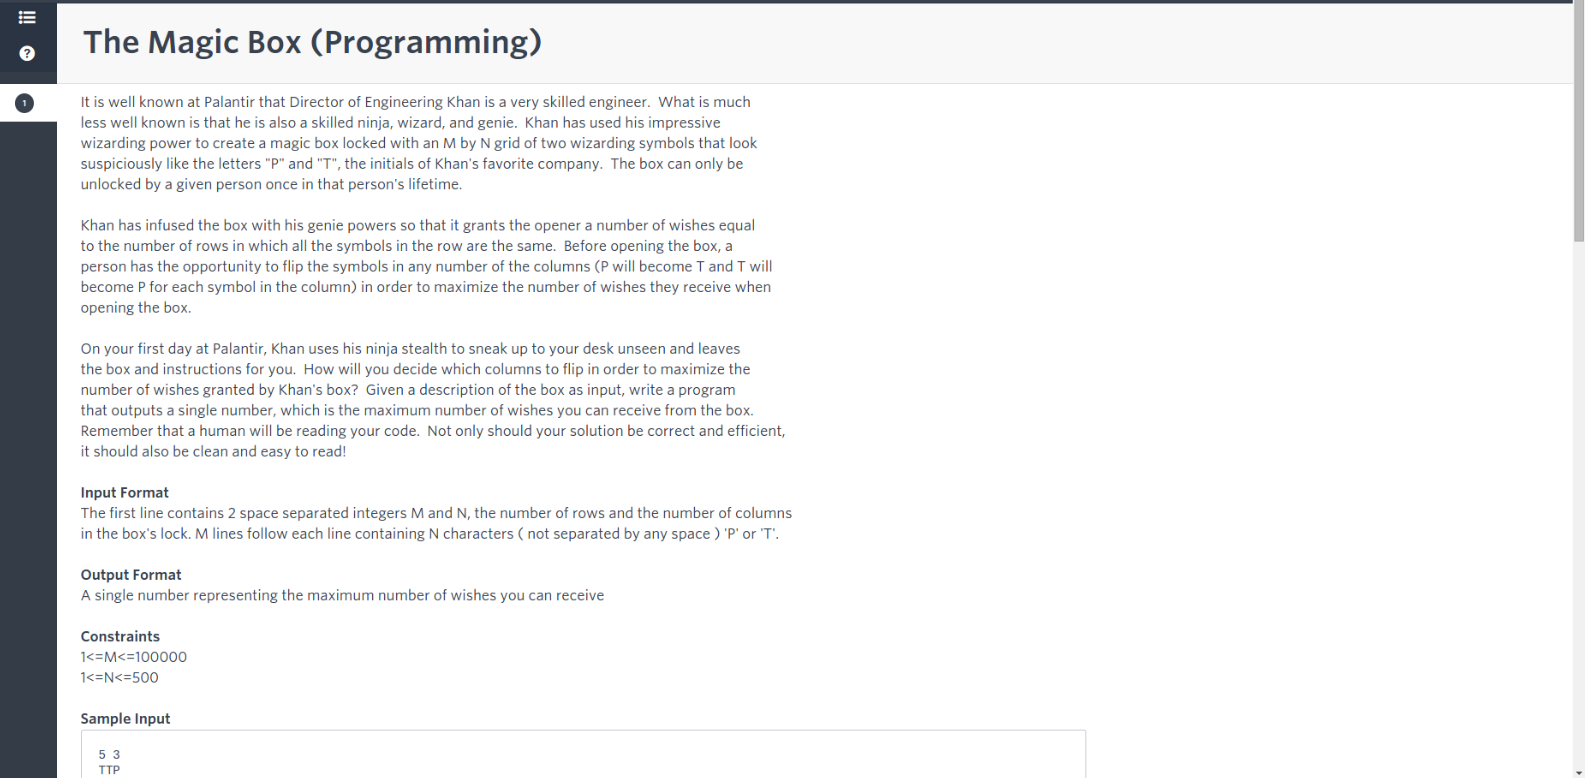 The Magic Box (Programming)
?
1
It is well known at Palantir that Director of Engineering Khan is a very skilled engineer.  What is much
less well known is that he is also a skilled ninja, wizard, and genie.  Khan has used his impressive
wizarding power to create a magic box locked with an M by N grid of two wizarding symbols that look
suspiciously like the letters "P" and "T", the initials of Khan's favorite company.  The box can only be
unlocked by a given person once in that person's lifetime.
Khan has infused the box with his genie powers so that it grants the opener a number of wishes equal
to the number of rows in which all the symbols in the row are the same.  Before opening the box, a
person has the opportunity to flip the symbols in any number of the columns (P will become T and T will
become P for each symbol in the column) in order to maximize the number of wishes they receive when
opening the box.
On your first day at Palantir, Khan uses his ninja stealth to sneak up to your desk unseen and leaves
the box and instructions for you.  How will you decide which columns to flip in order to maximize the
number of wishes granted by Khan's box?  Given a description of the box as input, write a program
that outputs a single number, which is the maximum number of wishes you can receive from the box.
Remember that a human will be reading your code.  Not only should your solution be correct and efficient,
it should also be clean and easy to read!
Input Format
The first line contains 2 space separated integers M and N, the number of rows and the number of columns
in the box's lock. M lines follow each line containing N characters ( not separated by any space ) 'P' or 'T'.
Output Format
A single number representing the maximum number of wishes you can receive
Constraints
1<=M<=100000
1<=N<=500
Sample Input
5 3
TTP